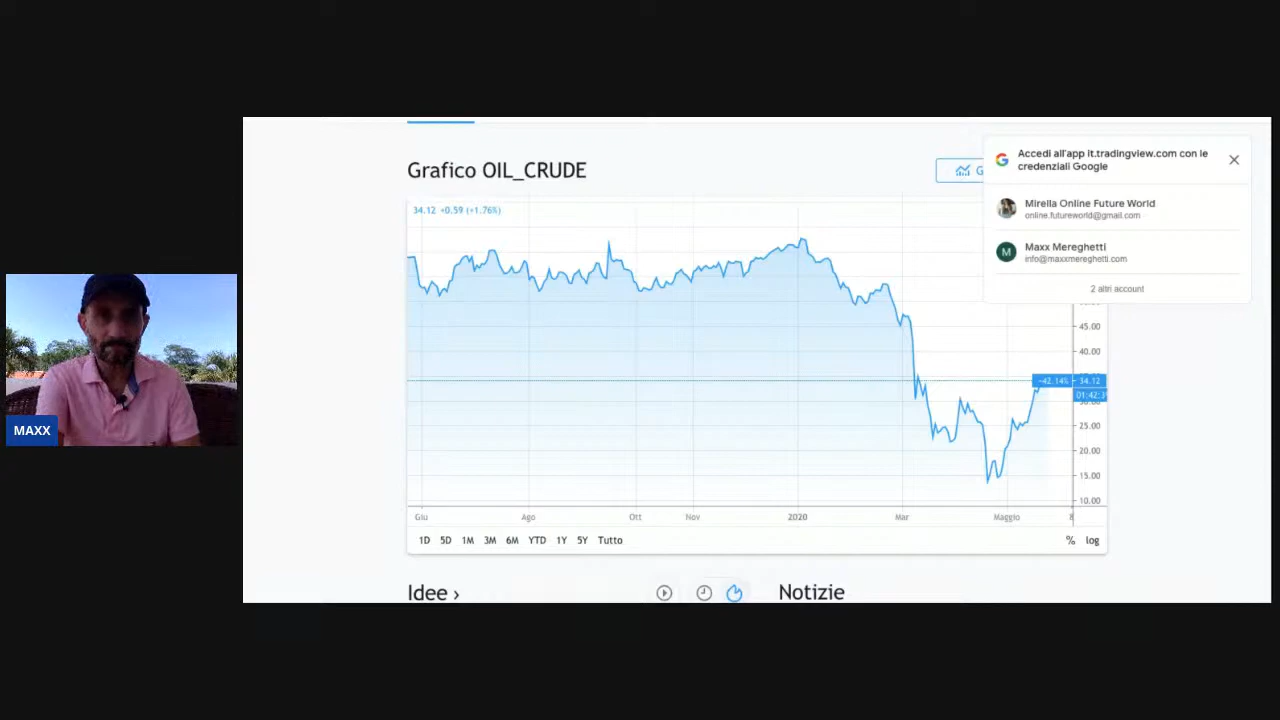 Grafico OIL_CRUDE
Accedi all'app it.tradingview.com con le
credenziali Google
Mirella Online Future World
online.futureworld@gmail.com
M
Maxx Mereghetti
info@maxxmereghetti.com
2 altri account
34.12 +0.59 (+1.76%)
45.00
40.00
-42.14% 34.12
25.00
20.00
15.00
10.00
Giu Ago Ott Nov 2020 Mar Maggio
1D 5D 1M 3M 6M YTD 1Y 5Y Tutto % log
Idee ›
Notizie
MAXX